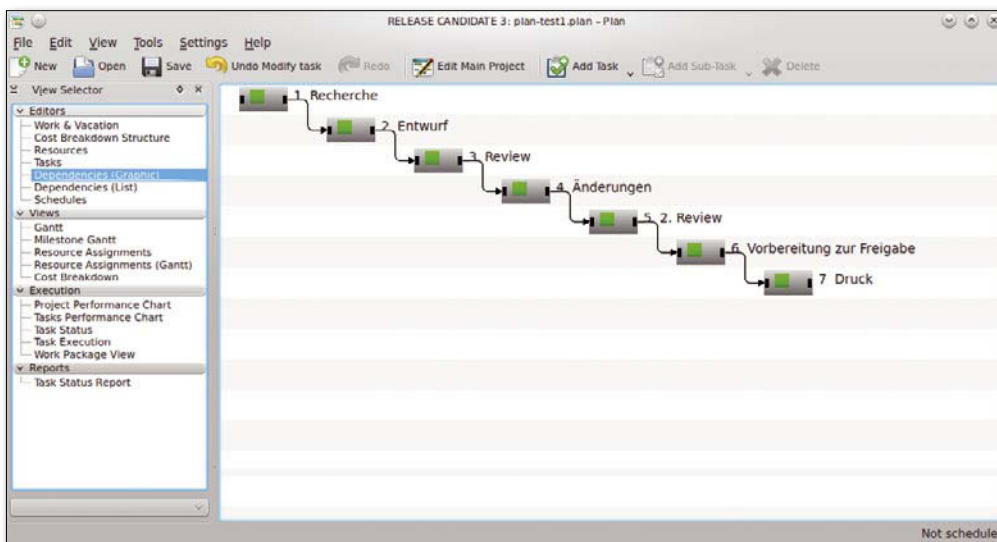 RELEASE CANDIDATE 3: plan-test1.plan – Plan
File Edit View Tools Settings Help
New Open Save Undo Modify task Redo Edit Main Project Add Task Add Sub-Task Delete
View Selector
Editors
Work & Vacation
Cost Breakdown Structure
Resources
Tasks
Dependencies (Graphic)
Dependencies (List)
Schedules
Views
Gantt
Milestone Gantt
Resource Assignments
Resource Assignments (Gantt)
Cost Breakdown
Execution
Project Performance Chart
Tasks Performance Chart
Task Status
Task Execution
Work Package View
Reports
Task Status Report
1 Recherche
2 Entwurf
3 Review
4 Änderungen
5 2. Review
6 Vorbereitung zur Freigabe
7 Druck
Not schedule